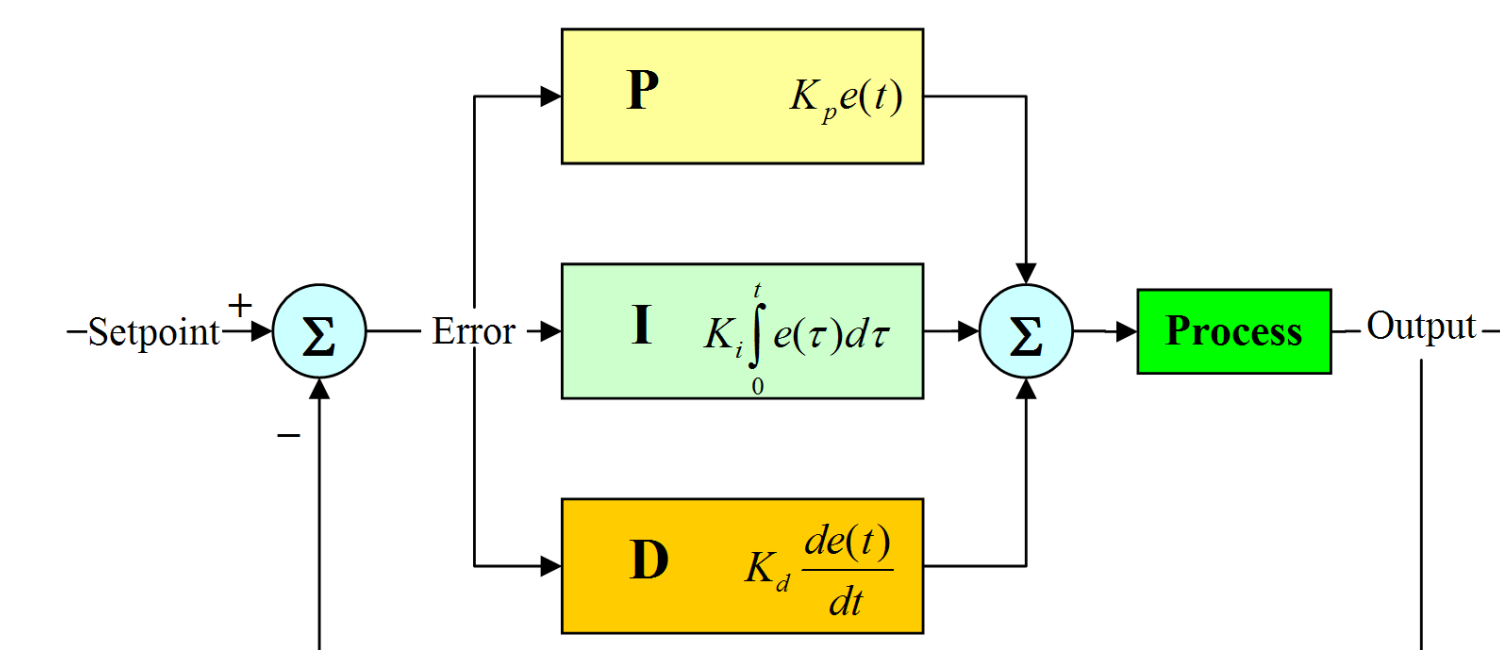 P K_p e(t)
+
–Setpoint
Σ
Error
I K_i ∫_0^t e(τ)dτ
Σ
Process
Output
−
D K_d de(t)/dt